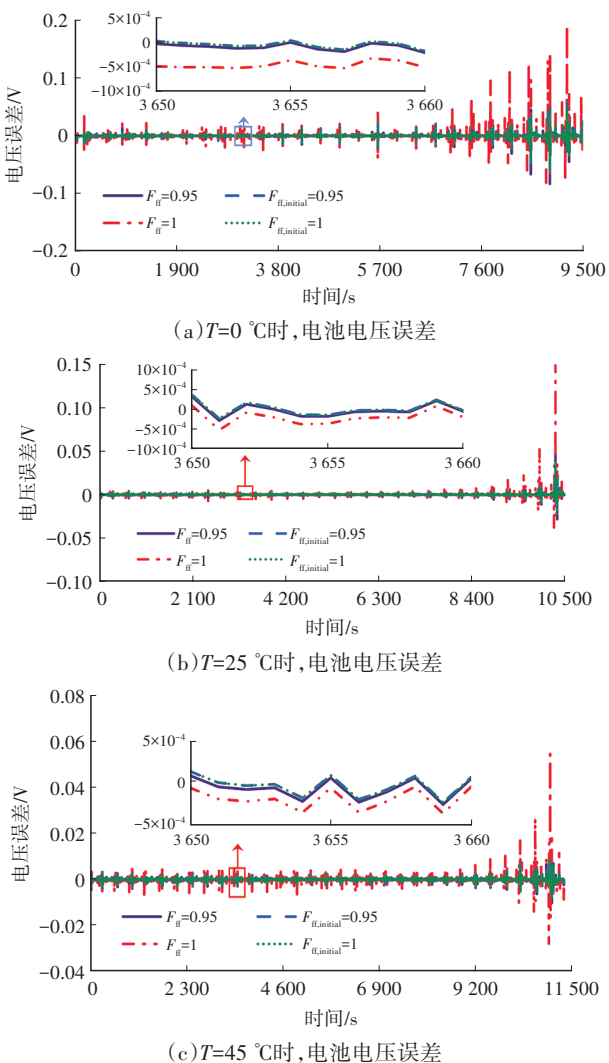 0.2
0.1
0
−0.1
−0.2
电压误差/V
5×10⁻⁴
0
−5×10⁻⁴
−10×10⁻⁴
3 650 3 655 3 660
F_ff=0.95 F_ff,initial=0.95
F_ff=1 F_ff,initial=1
0 1 900 3 800 5 700 7 600 9 500
时间/s
(a)T=0 ℃时,电池电压误差
0.15
0.10
0.05
0
−0.05
−0.10
电压误差/V
10×10⁻⁴
5×10⁻⁴
0
−5×10⁻⁴
−10×10⁻⁴
3 650 3 655 3 660
F_ff=0.95 F_ff,initial=0.95
F_ff=1 F_ff,initial=1
0 2 100 4 200 6 300 8 400 10 500
时间/s
(b)T=25 ℃时,电池电压误差
0.08
0.06
0.04
0.02
0
−0.02
−0.04
电压误差/V
5×10⁻⁴
0
−5×10⁻⁴
3 650 3 655 3 660
F_ff=0.95 F_ff,initial=0.95
F_ff=1 F_ff,initial=1
0 2 300 4 600 6 900 9 200 11 500
时间/s
(c)T=45 ℃时,电池电压误差